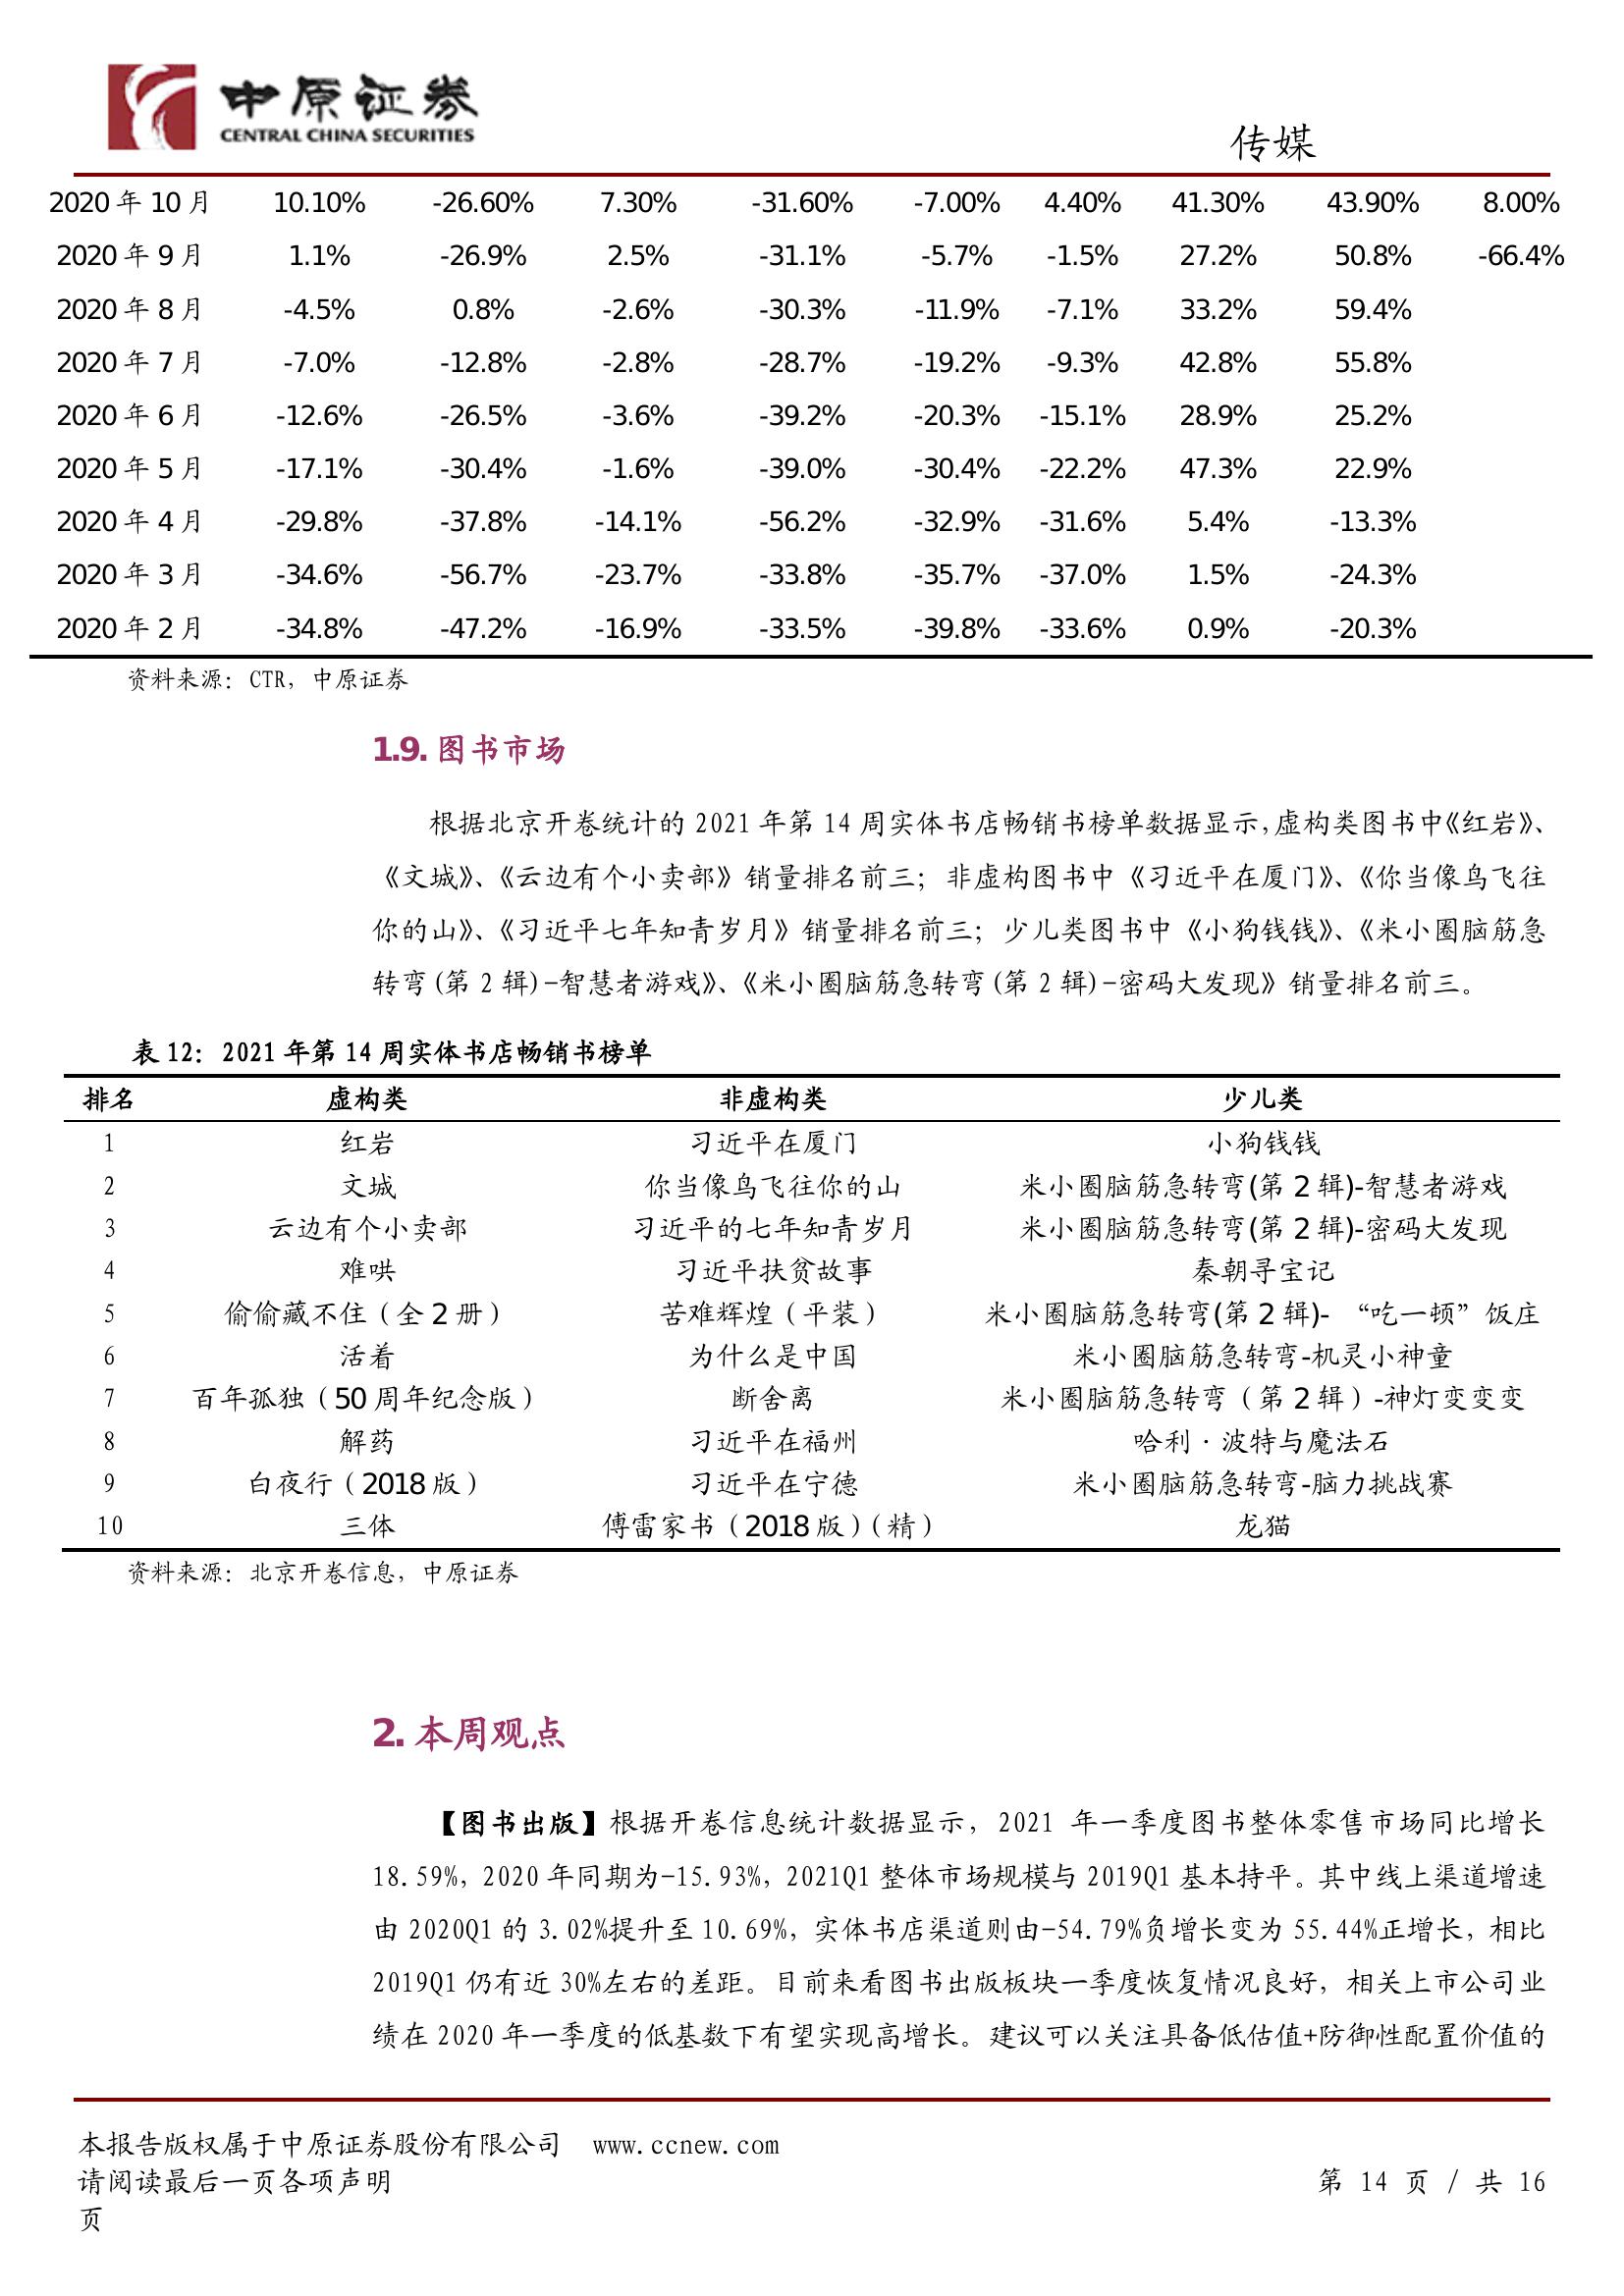 中原证券
CENTRAL CHINA SECURITIES
传媒
2020 年 10 月 10.10% -26.60% 7.30% -31.60% -7.00% 4.40% 41.30% 43.90% 8.00%
2020 年 9 月 1.1% -26.9% 2.5% -31.1% -5.7% -1.5% 27.2% 50.8% -66.4%
2020 年 8 月 -4.5% 0.8% -2.6% -30.3% -11.9% -7.1% 33.2% 59.4%
2020 年 7 月 -7.0% -12.8% -2.8% -28.7% -19.2% -9.3% 42.8% 55.8%
2020 年 6 月 -12.6% -26.5% -3.6% -39.2% -20.3% -15.1% 28.9% 25.2%
2020 年 5 月 -17.1% -30.4% -1.6% -39.0% -30.4% -22.2% 47.3% 22.9%
2020 年 4 月 -29.8% -37.8% -14.1% -56.2% -32.9% -31.6% 5.4% -13.3%
2020 年 3 月 -34.6% -56.7% -23.7% -33.8% -35.7% -37.0% 1.5% -24.3%
2020 年 2 月 -34.8% -47.2% -16.9% -33.5% -39.8% -33.6% 0.9% -20.3%
资料来源：CTR，中原证券
1.9. 图书市场
根据北京开卷统计的 2021 年第 14 周实体书店畅销书榜单数据显示，虚构类图书中《红岩》、
《文城》、《云边有个小卖部》销量排名前三；非虚构图书中《习近平在厦门》、《你当像鸟飞往
你的山》、《习近平七年知青岁月》销量排名前三；少儿类图书中《小狗钱钱》、《米小圈脑筋急
转弯(第 2 辑)-智慧者游戏》、《米小圈脑筋急转弯(第 2 辑)-密码大发现》销量排名前三。
表 12：2021 年第 14 周实体书店畅销书榜单
排名 虚构类 非虚构类 少儿类
1 红岩 习近平在厦门 小狗钱钱
2 文城 你当像鸟飞往你的山 米小圈脑筋急转弯(第 2 辑)-智慧者游戏
3 云边有个小卖部 习近平的七年知青岁月 米小圈脑筋急转弯(第 2 辑)-密码大发现
4 难哄 习近平扶贫故事 秦朝寻宝记
5 偷偷藏不住（全 2 册） 苦难辉煌（平装） 米小圈脑筋急转弯(第 2 辑)- “吃一顿”饭庄
6 活着 为什么是中国 米小圈脑筋急转弯-机灵小神童
7 百年孤独（50 周年纪念版） 断舍离 米小圈脑筋急转弯（第 2 辑）-神灯变变变
8 解药 习近平在福州 哈利·波特与魔法石
9 白夜行（2018 版） 习近平在宁德 米小圈脑筋急转弯-脑力挑战赛
10 三体 傅雷家书（2018 版）（精） 龙猫
资料来源：北京开卷信息，中原证券
2. 本周观点
【图书出版】根据开卷信息统计数据显示，2021 年一季度图书整体零售市场同比增长
18.59%，2020 年同期为-15.93%，2021Q1 整体市场规模与 2019Q1 基本持平。其中线上渠道增速
由 2020Q1 的 3.02%提升至 10.69%，实体书店渠道则由-54.79%负增长变为 55.44%正增长，相比
2019Q1 仍有近 30%左右的差距。目前来看图书出版板块一季度恢复情况良好，相关上市公司业
绩在 2020 年一季度的低基数下有望实现高增长。建议可以关注具备低估值+防御性配置价值的
本报告版权属于中原证券股份有限公司 www.ccnew.com
请阅读最后一页各项声明 第 14 页 / 共 16
页